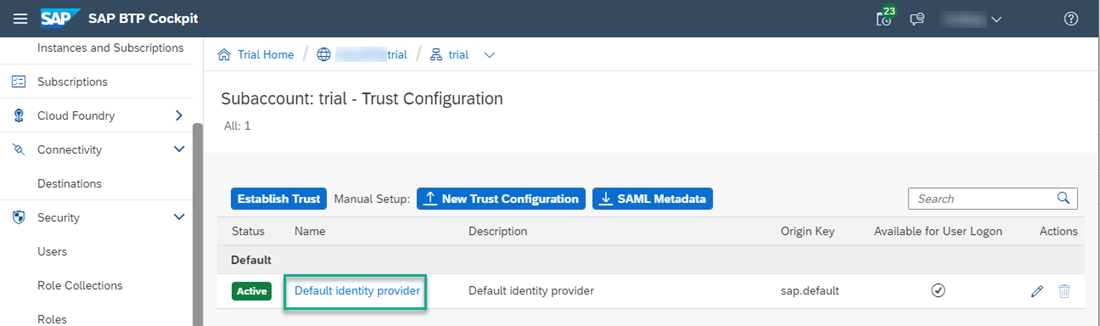 SAP SAP BTP Cockpit 23
Instances and Subscriptions
Subscriptions
Cloud Foundry
Connectivity
Destinations
Security
Users
Role Collections
Roles
Trial Home / trial / trial
Subaccount: trial - Trust Configuration
All: 1
Establish Trust Manual Setup: New Trust Configuration SAML Metadata Search
Status Name Description Origin Key Available for User Logon Actions
Default
Active Default identity provider Default identity provider sap.default